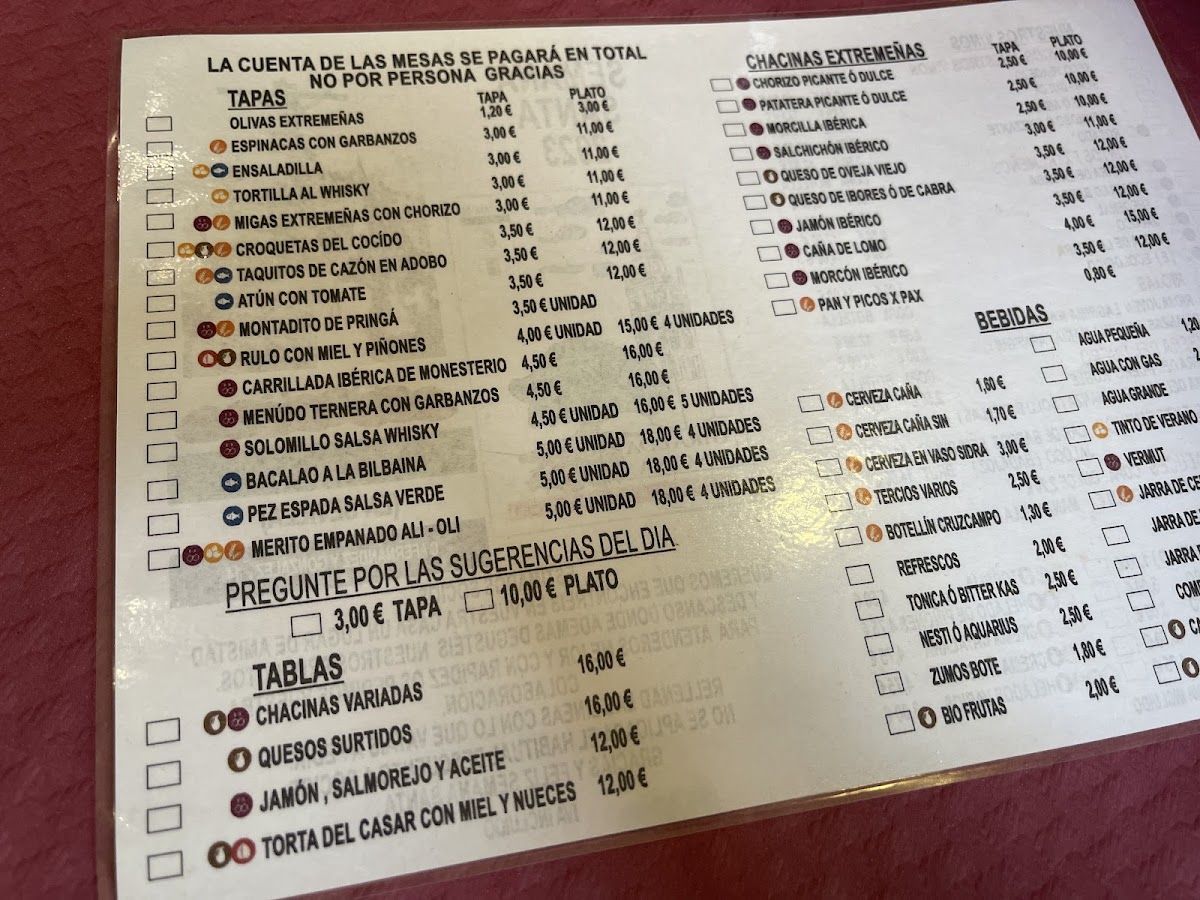 LA CUENTA DE LAS MESAS SE PAGARÁ EN TOTAL
NO POR PERSONA GRACIAS
TAPAS TAPA PLATO
OLIVAS EXTREMEÑAS 1,20 € 3,00 €
ESPINACAS CON GARBANZOS 3,00 € 11,00 €
ENSALADILLA 3,00 € 11,00 €
TORTILLA AL WHISKY 3,00 € 11,00 €
MIGAS EXTREMEÑAS CON CHORIZO 3,00 € 11,00 €
CROQUETAS DEL COCÍDO 3,50 € 12,00 €
TAQUITOS DE CAZÓN EN ADOBO 3,50 € 12,00 €
ATÚN CON TOMATE 3,50 € 12,00 €
MONTADITO DE PRINGÁ 3,50 € UNIDAD
RULO CON MIEL Y PIÑONES 4,00 € UNIDAD 15,00 € 4 UNIDADES
CARRILLADA IBÉRICA DE MONESTERIO 4,50 € 16,00 €
MENÚDO TERNERA CON GARBANZOS 4,50 € 16,00 €
SOLOMILLO SALSA WHISKY 4,50 € UNIDAD 16,00 € 5 UNIDADES
BACALAO A LA BILBAINA 5,00 € UNIDAD 18,00 € 4 UNIDADES
PEZ ESPADA SALSA VERDE 5,00 € UNIDAD 18,00 € 4 UNIDADES
MERITO EMPANADO ALI - OLI 5,00 € UNIDAD 18,00 € 4 UNIDADES
PREGUNTE POR LAS SUGERENCIAS DEL DIA
3,00 € TAPA 10,00 € PLATO
TABLAS
CHACINAS VARIADAS 16,00 €
QUESOS SURTIDOS 16,00 €
JAMÓN , SALMOREJO Y ACEITE 12,00 €
TORTA DEL CASAR CON MIEL Y NUECES 12,00 €
CHACINAS EXTREMEÑAS TAPA PLATO
CHORIZO PICANTE Ó DULCE 2,50 € 10,00 €
PATATERA PICANTE Ó DULCE 2,50 € 10,00 €
MORCILLA IBÉRICA 2,50 € 10,00 €
SALCHICHÓN IBÉRICO 3,00 € 11,00 €
QUESO DE OVEJA VIEJO 3,50 € 12,00 €
QUESO DE IBORES Ó DE CABRA 3,50 € 12,00 €
JAMÓN IBÉRICO 3,50 € 12,00 €
CAÑA DE LOMO 4,00 € 15,00 €
MORCÓN IBÉRICO 3,50 € 12,00 €
PAN Y PICOS X PAX 0,80 €
BEBIDAS
CERVEZA CAÑA 1,60 €
CERVEZA CAÑA SIN 1,70 €
CERVEZA EN VASO SIDRA 3,00 €
TERCIOS VARIOS 2,50 €
BOTELLÍN CRUZCAMPO 1,30 €
REFRESCOS 2,00 €
TONICA Ó BITTER KAS 2,50 €
NESTI Ó AQUARIUS 2,50 €
ZUMOS BOTE 1,80 €
BIO FRUTAS 2,00 €
AGUA PEQUEÑA 1,20
AGUA CON GAS
AGUA GRANDE
TINTO DE VERANO
VERMUT
JARRA DE
JARRA DE
JARRA